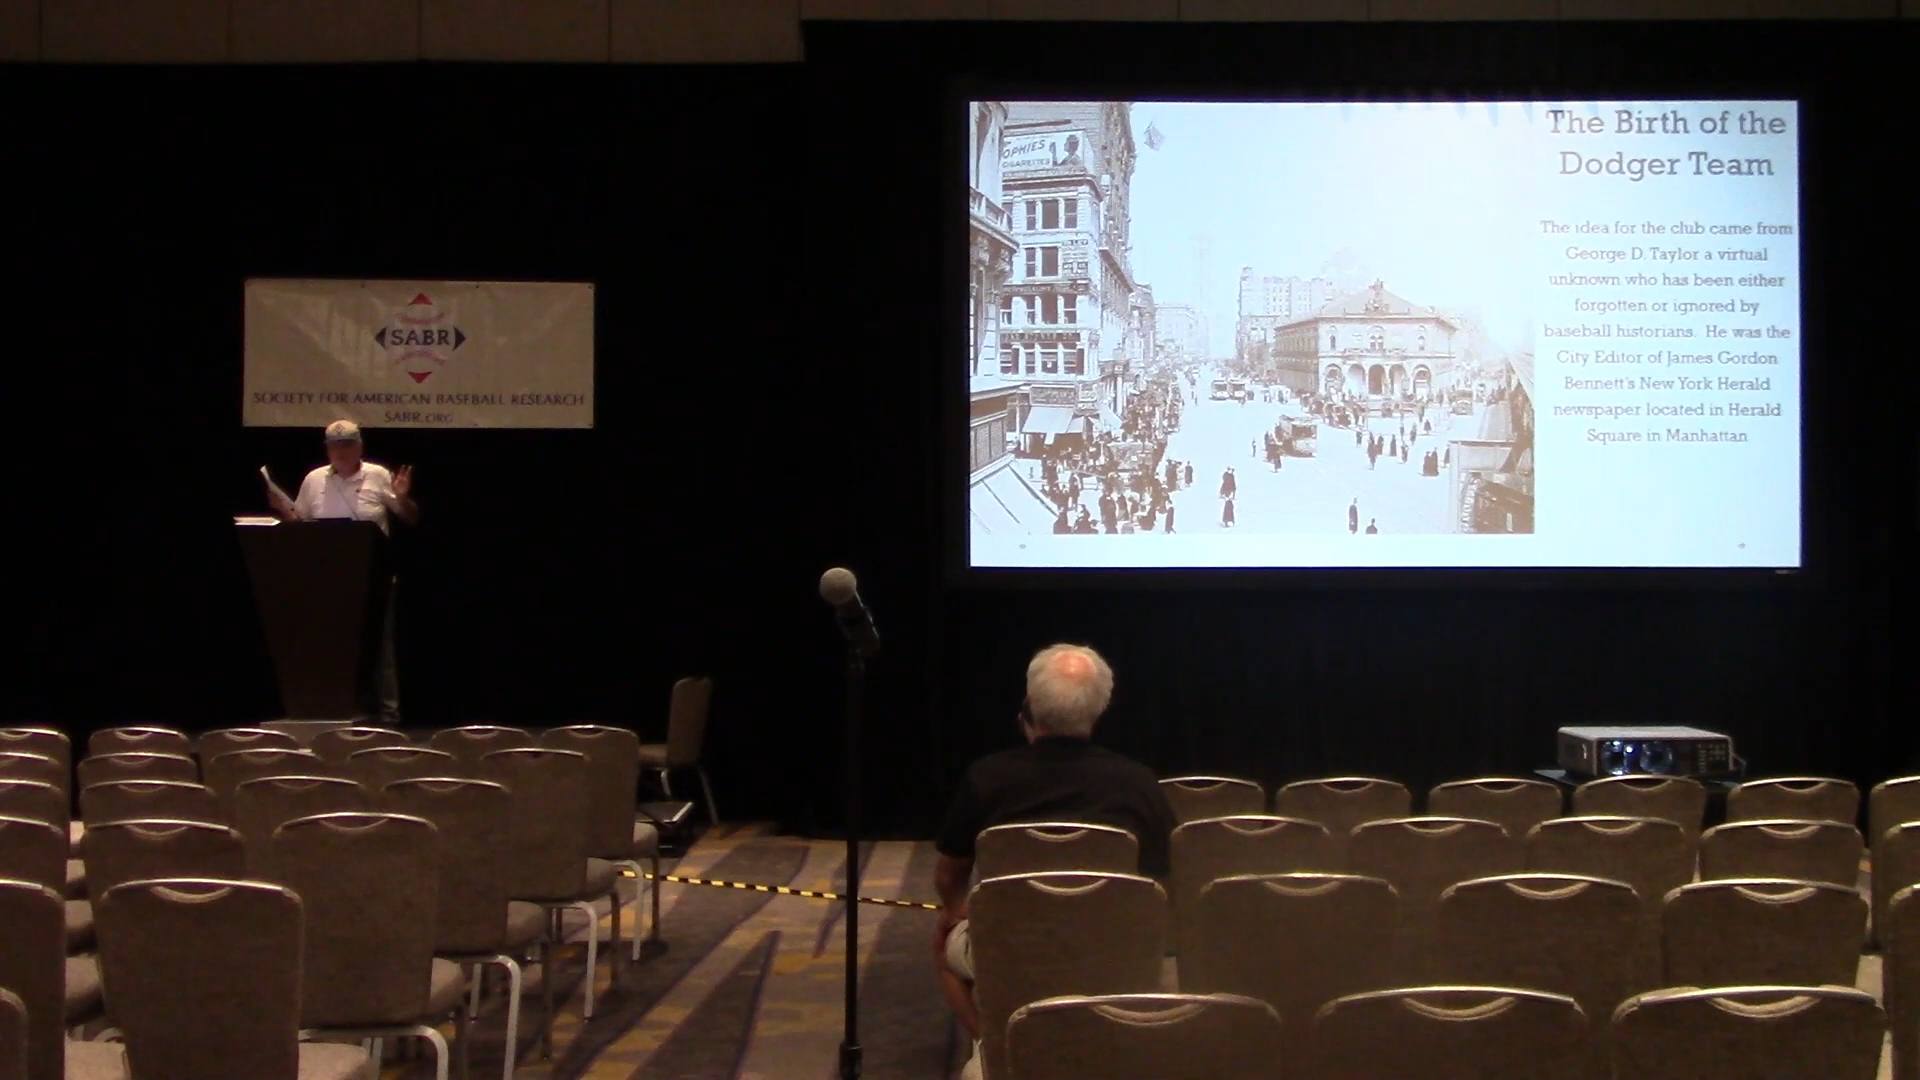 SABR
SOCIETY FOR AMERICAN BASEBALL RESEARCH
SABR.ORG
OPHIES
CIGARETTES
The Birth of the
Dodger Team
The idea for the club came from
George D. Taylor a virtual
unknown who has been either
forgotten or ignored by
baseball historians. He was the
City Editor of James Gordon
Bennett's New York Herald
newspaper located in Herald
Square in Manhattan